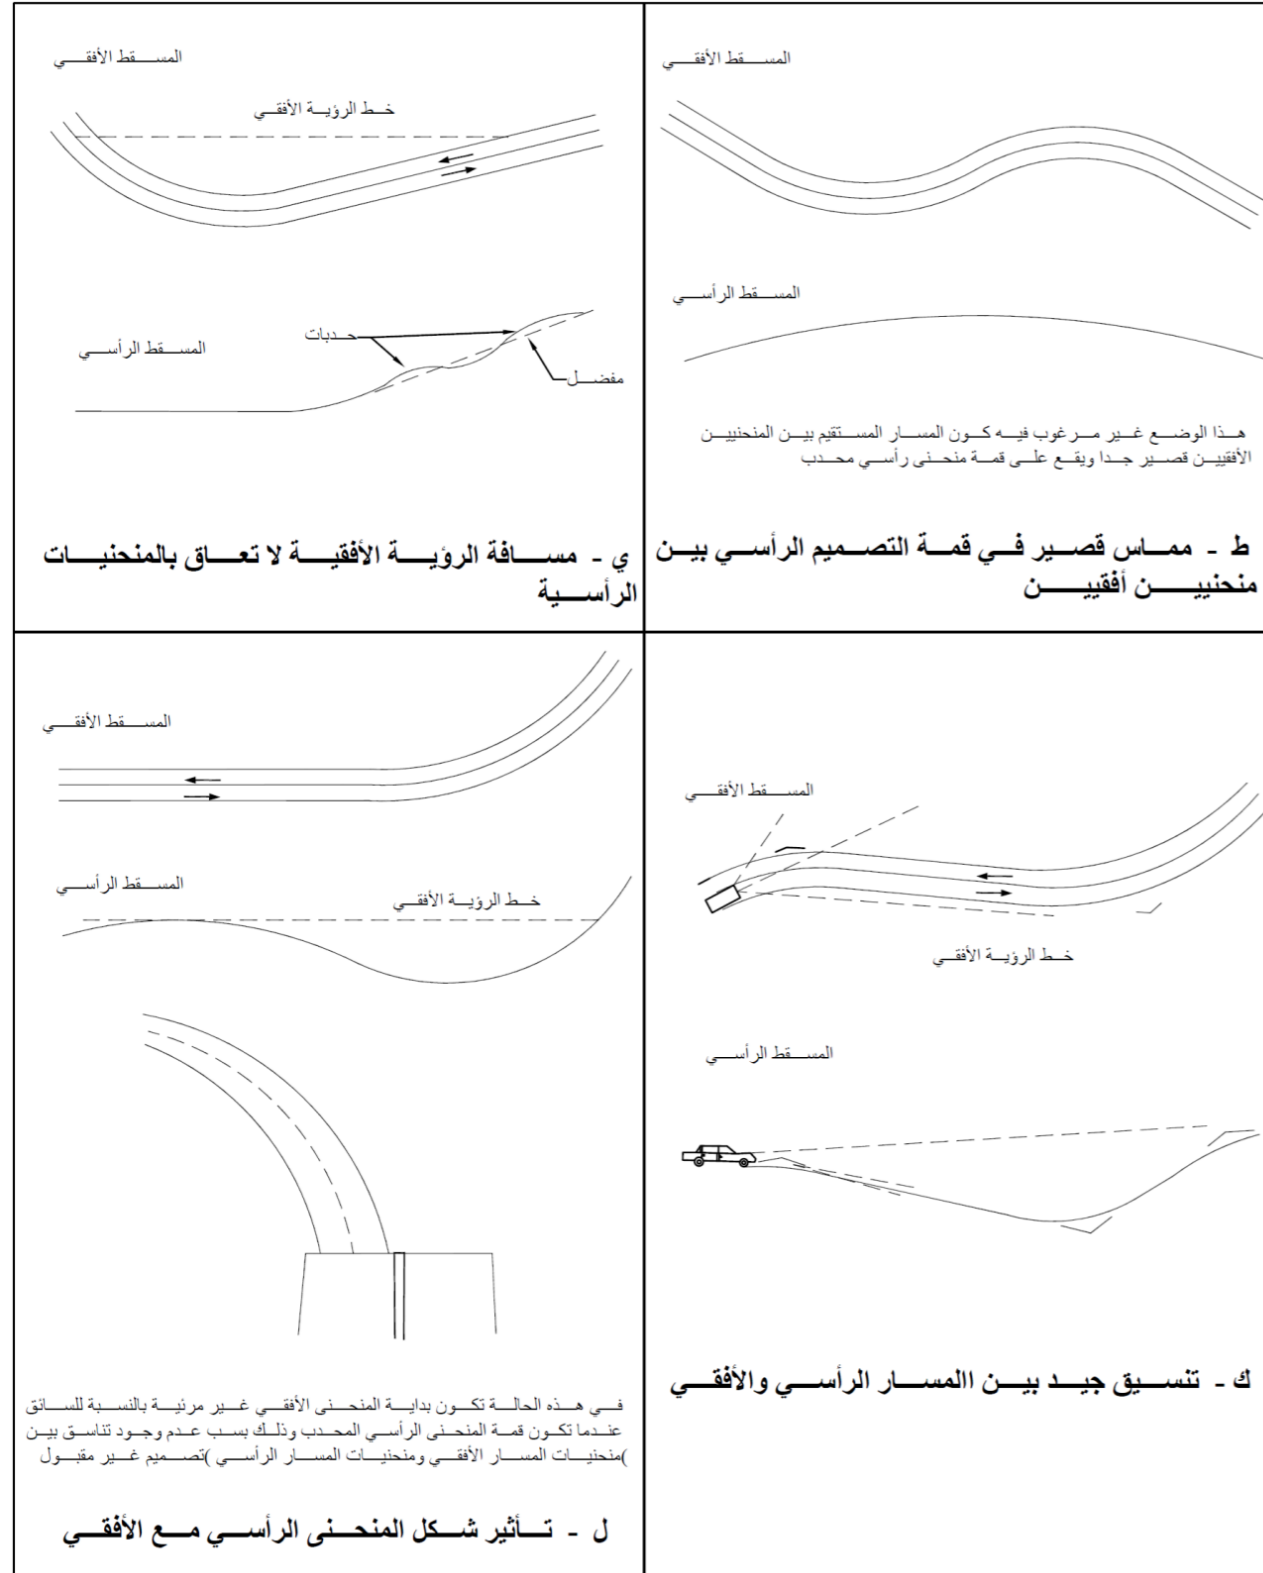 المسقط الأفقي
المسقط الرأسي
هذا الوضع غير مرغوب فيه كون المسار المستقيم بين المنحنيين
الأفقيين قصير جدا ويقع على قمة منحنى رأسي محدب
ط - مماس قصير في قمة التصميم الرأسي بين
منحنيين أفقيين
المسقط الأفقي
خط الرؤية الأفقي
حدبات
المسقط الرأسي
مفضل
ي - مسافة الرؤية الأفقية لا تعاق بالمنحنيات
الرأسية
المسقط الأفقي
خط الرؤية الأفقي
المسقط الرأسي
ك - تنسيق جيد بين االمسار الرأسي والأفقي
المسقط الأفقي
المسقط الرأسي
خط الرؤية الأفقي
في هذه الحالة تكون بداية المنحنى الأفقي غير مرئية بالنسبة للسائق
عندما تكون قمة المنحنى الرأسي المحدب وذلك بسب عدم وجود تناسق بين
)منحنيات المسار الأفقي ومنحنيات المسار الرأسي )تصميم غير مقبول
ل - تأثير شكل المنحنى الرأسي مع الأفقي